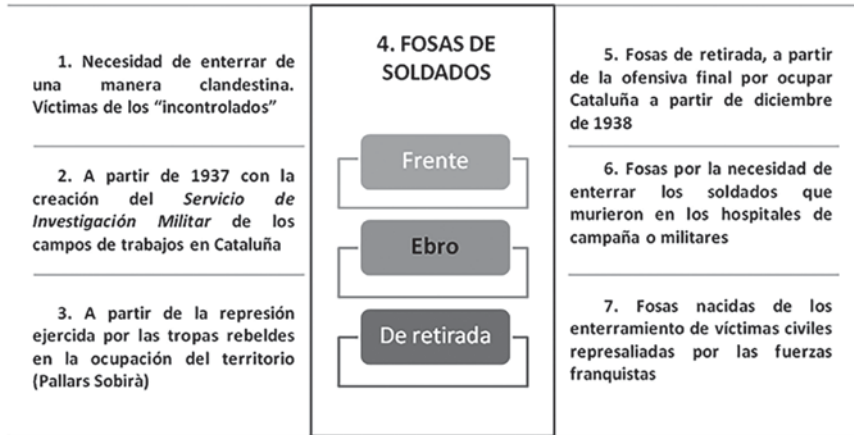 1. Necesidad de enterrar de
una manera clandestina.
Víctimas de los “incontrolados”
2. A partir de 1937 con la
creación del Servicio de
Investigación Militar de los
campos de trabajos en Cataluña
3. A partir de la represión
ejercida por las tropas rebeldes
en la ocupación del territorio
(Pallars Sobirà)
4. FOSAS DE
SOLDADOS
Frente
Ebro
De retirada
5. Fosas de retirada, a partir
de la ofensiva final por ocupar
Cataluña a partir de diciembre
de 1938
6. Fosas por la necesidad de
enterrar los soldados que
murieron en los hospitales de
campaña o militares
7. Fosas nacidas de los
enterramiento de víctimas civiles
represaliadas por las fuerzas
franquistas